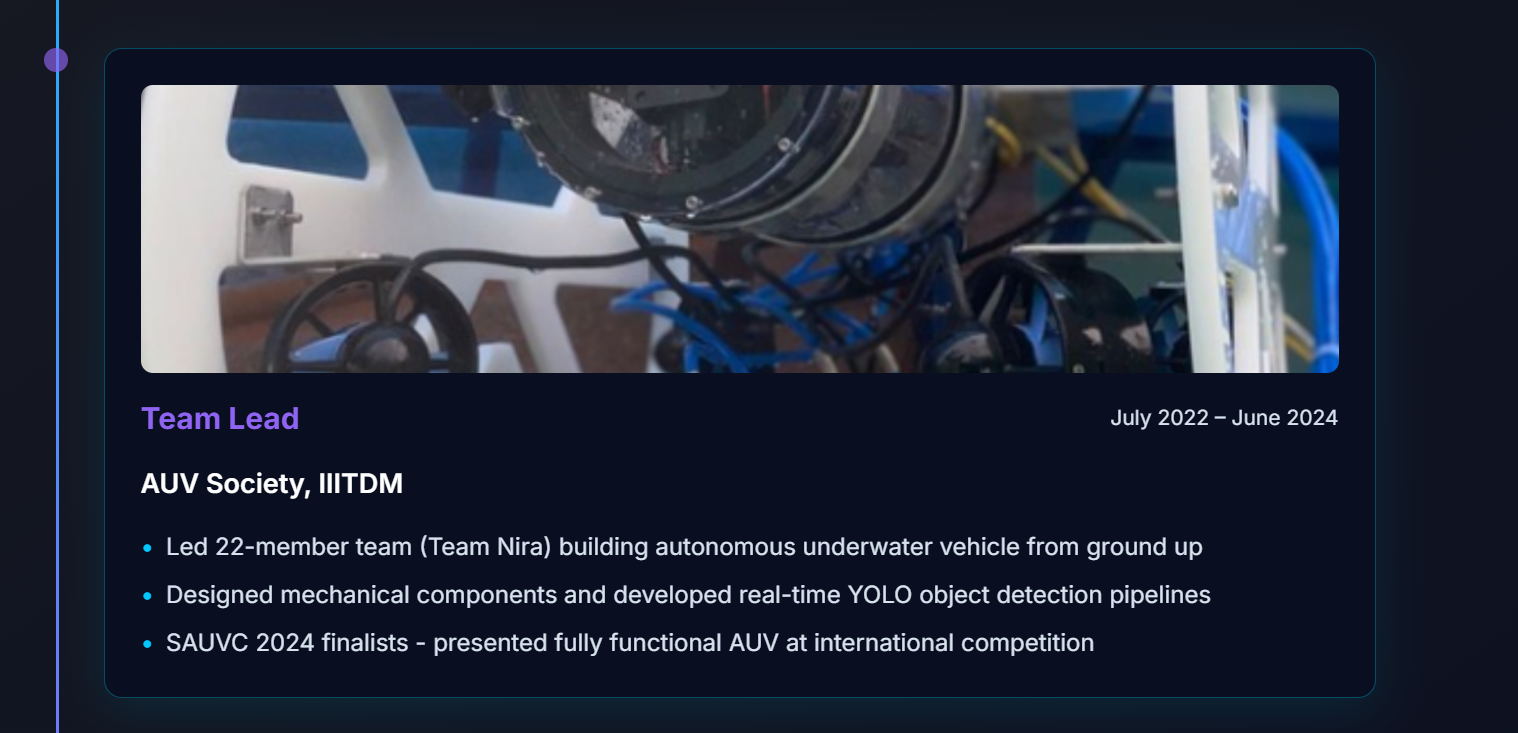 Team Lead
July 2022 – June 2024
AUV Society, IIITDM
• Led 22-member team (Team Nira) building autonomous underwater vehicle from ground up
• Designed mechanical components and developed real-time YOLO object detection pipelines
• SAUVC 2024 finalists - presented fully functional AUV at international competition